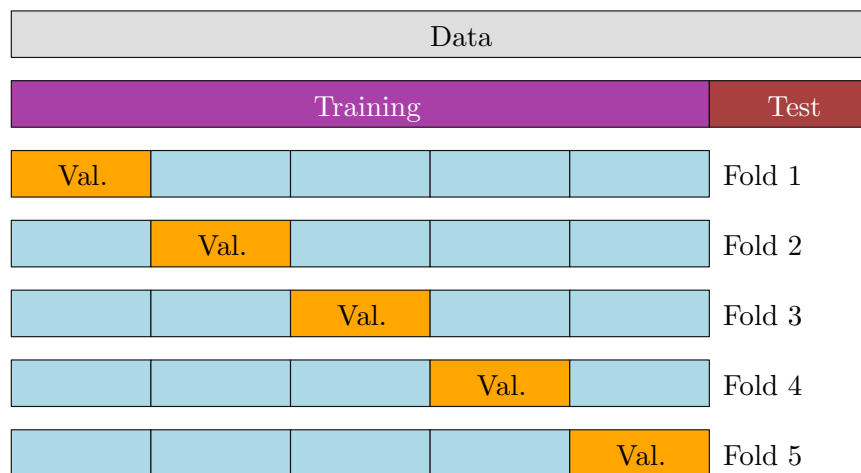 Data
Training Test
Val. Fold 1
Val. Fold 2
Val. Fold 3
Val. Fold 4
Val. Fold 5